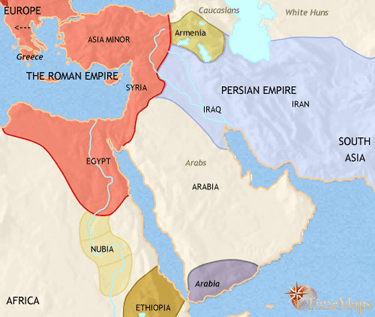 EUROPE
<---
Greece
Caucasians
White Huns
ASIA MINOR
Armenia
THE ROMAN EMPIRE
SYRIA
PERSIAN EMPIRE
IRAQ
IRAN
SOUTH
ASIA
EGYPT
Arabs
ARABIA
NUBIA
AFRICA
ETHIOPIA
Arabia
TimeMaps